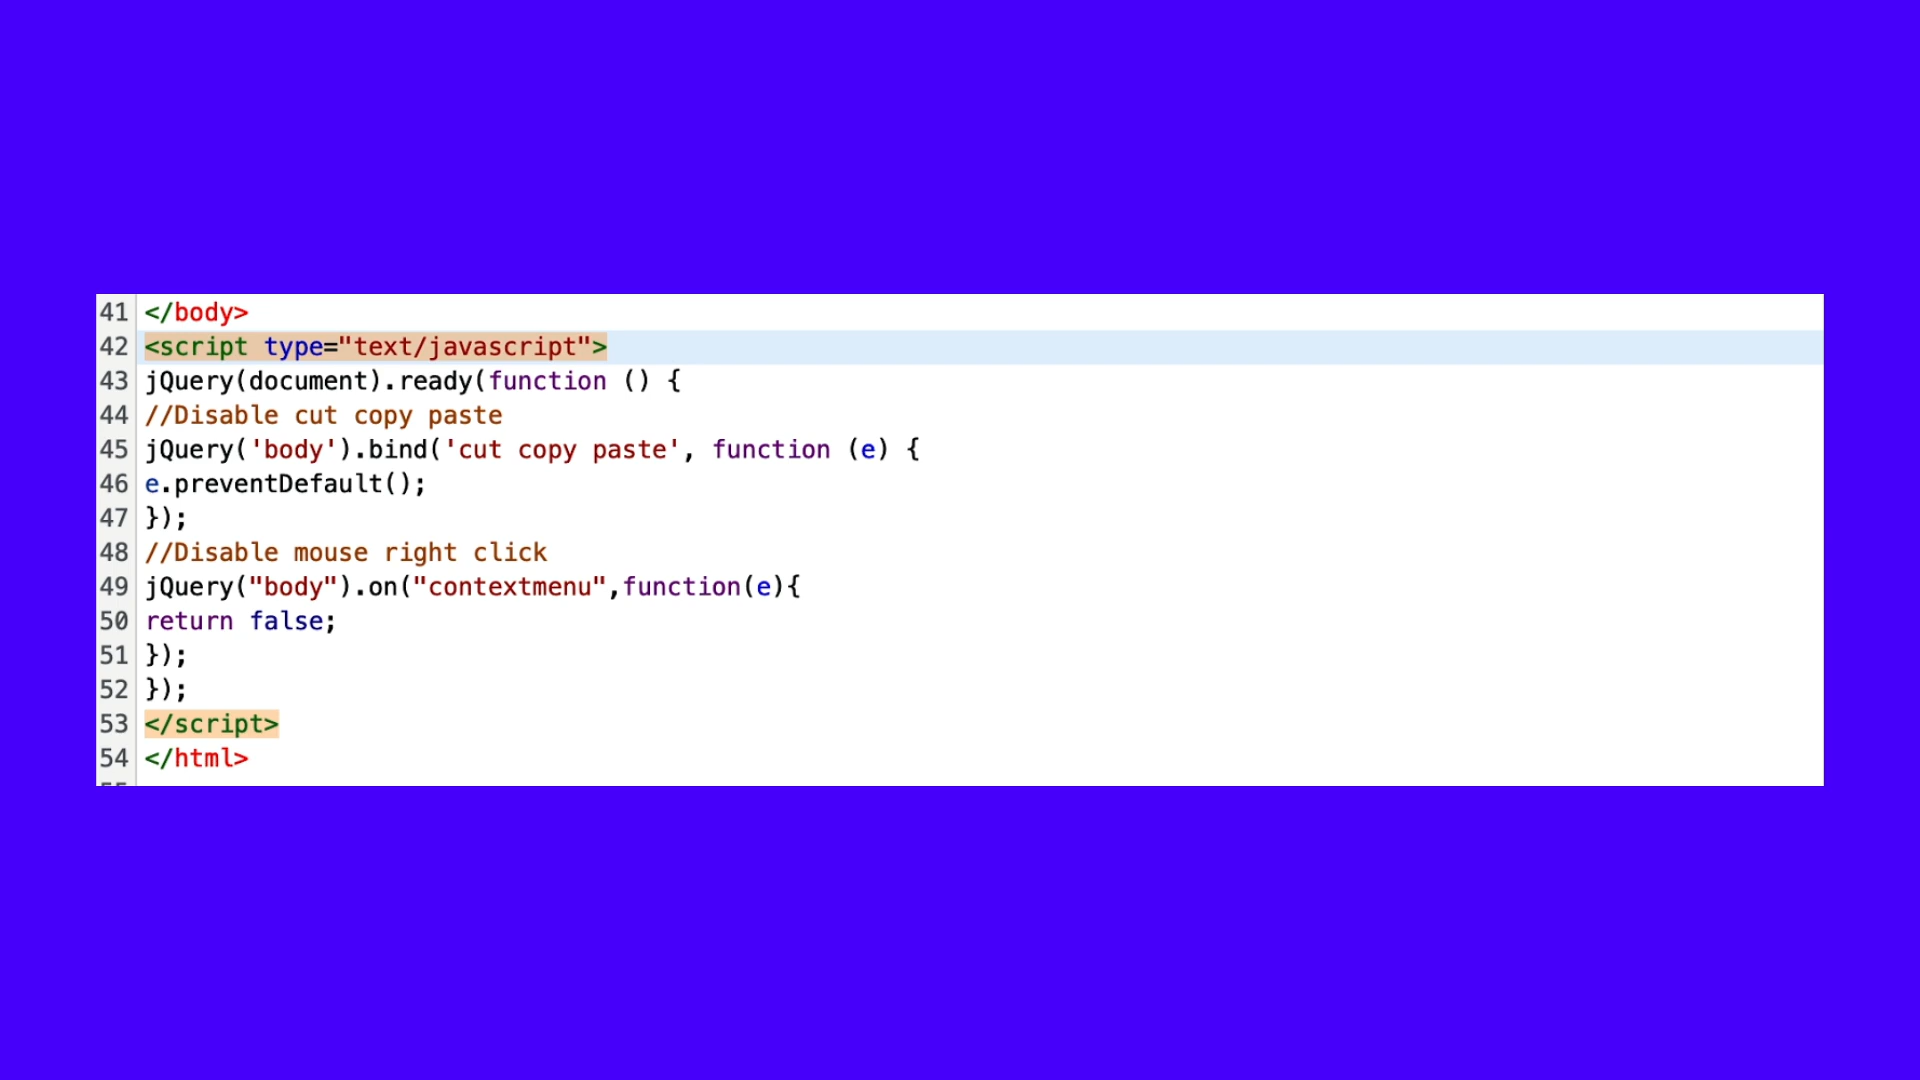 41 </body>
42 <script type="text/javascript">
43 jQuery(document).ready(function () {
44 //Disable cut copy paste
45 jQuery('body').bind('cut copy paste', function (e) {
46 e.preventDefault();
47 });
48 //Disable mouse right click
49 jQuery("body").on("contextmenu",function(e){
50 return false;
51 });
52 });
53 </script>
54 </html>